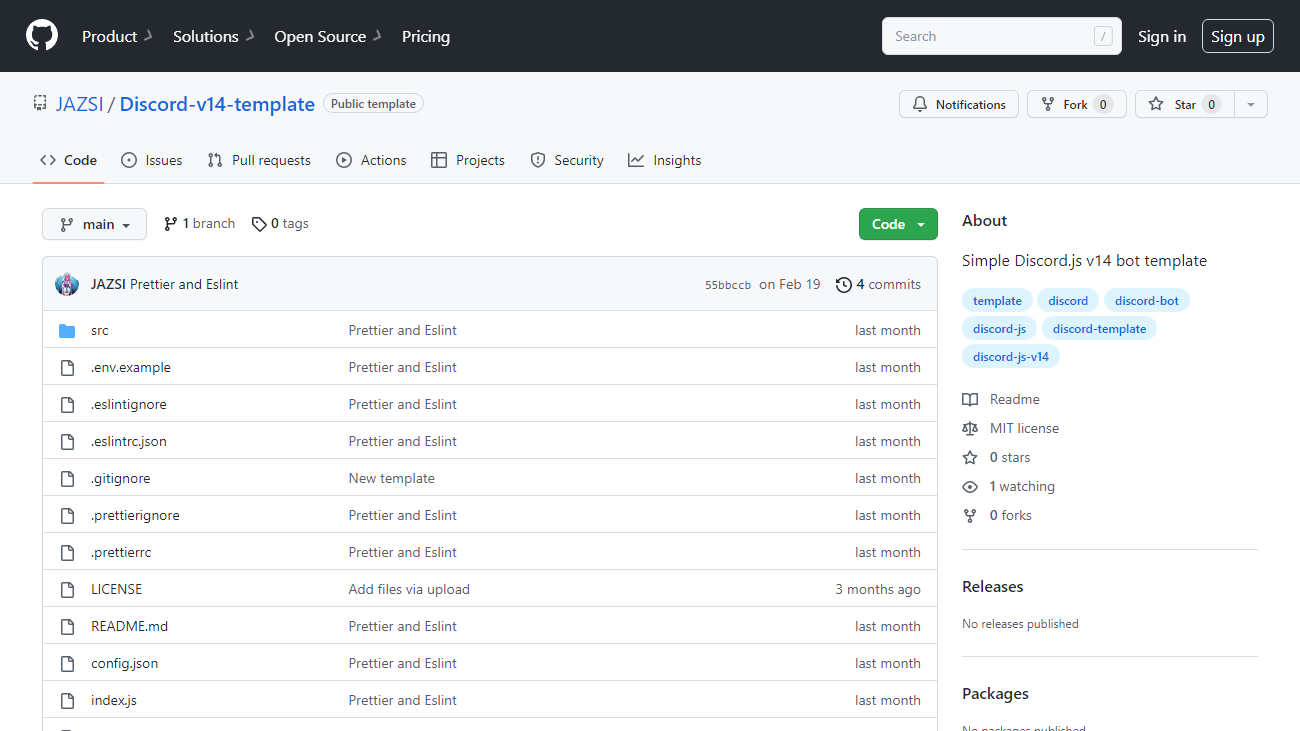 Product Solutions Open Source Pricing Search / Sign in Sign up
JAZSI / Discord-v14-template Public template Notifications Fork 0 Star 0
Code Issues Pull requests Actions Projects Security Insights
main 1 branch 0 tags Code
JAZSI Prettier and Eslint 55bbccb on Feb 19 4 commits
src Prettier and Eslint last month
.env.example Prettier and Eslint last month
.eslintignore Prettier and Eslint last month
.eslintrc.json Prettier and Eslint last month
.gitignore New template last month
.prettierignore Prettier and Eslint last month
.prettierrc Prettier and Eslint last month
LICENSE Add files via upload 3 months ago
README.md Prettier and Eslint last month
config.json Prettier and Eslint last month
index.js Prettier and Eslint last month
About
Simple Discord.js v14 bot template
template discord discord-bot
discord-js discord-template
discord-js-v14
Readme
MIT license
0 stars
1 watching
0 forks
Releases
No releases published
Packages
No packages published